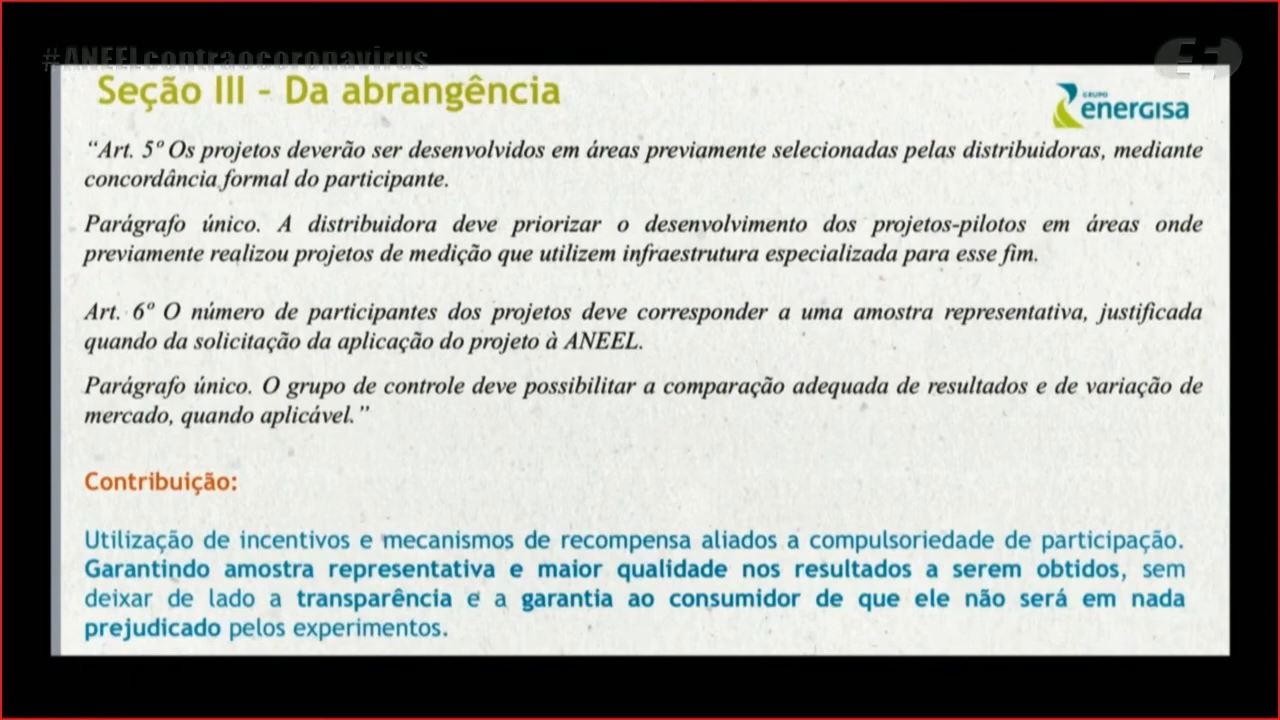 #ANEELcontraocoronavirus
Seção III - Da abrangência
GRUPO
energisa
“Art. 5º Os projetos deverão ser desenvolvidos em áreas previamente selecionadas pelas distribuidoras, mediante
concordância formal do participante.
Parágrafo único. A distribuidora deve priorizar o desenvolvimento dos projetos-pilotos em áreas onde
previamente realizou projetos de medição que utilizem infraestrutura especializada para esse fim.
Art. 6º O número de participantes dos projetos deve corresponder a uma amostra representativa, justificada
quando da solicitação da aplicação do projeto à ANEEL.
Parágrafo único. O grupo de controle deve possibilitar a comparação adequada de resultados e de variação de
mercado, quando aplicável.”
Contribuição:
Utilização de incentivos e mecanismos de recompensa aliados a compulsoriedade de participação.
Garantindo amostra representativa e maior qualidade nos resultados a serem obtidos, sem
deixar de lado a transparência e a garantia ao consumidor de que ele não será em nada
prejudicado pelos experimentos.